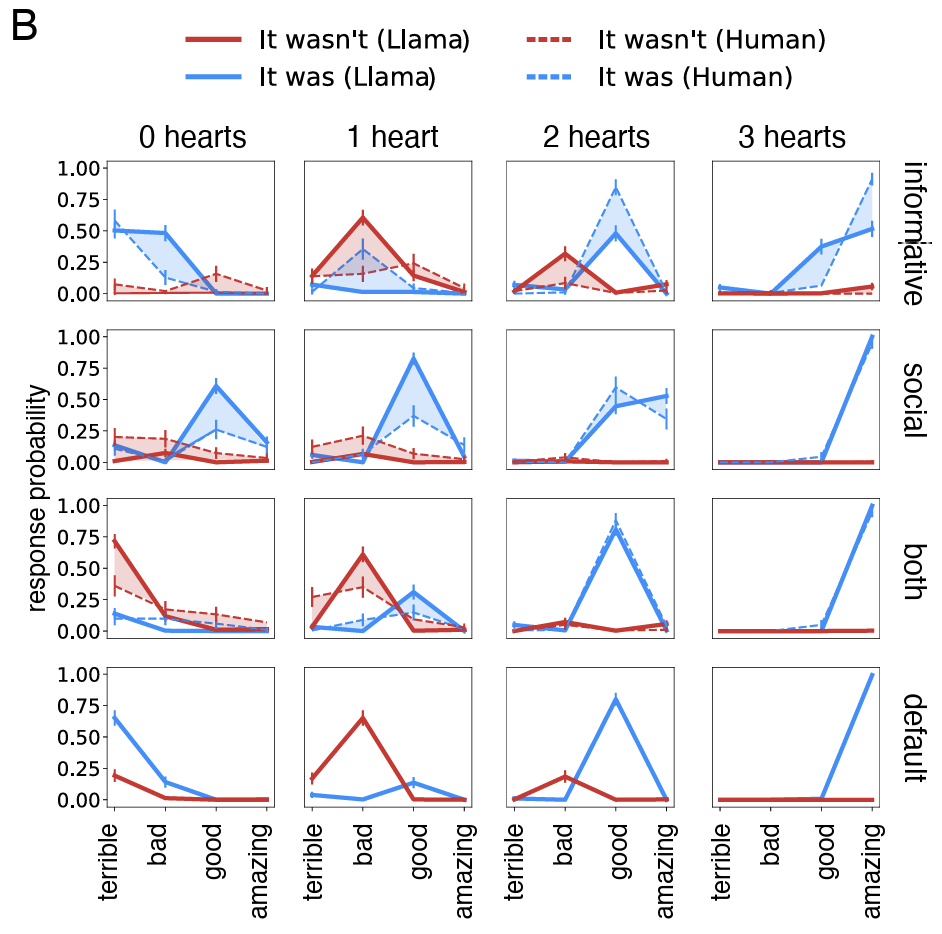 B
It wasn't (Llama)
It wasn't (Human)
It was (Llama)
It was (Human)
0 hearts
1 heart
2 hearts
3 hearts
response probability
1.00
0.75
0.50
0.25
0.00
informative
1.00
0.75
0.50
0.25
0.00
social
1.00
0.75
0.50
0.25
0.00
both
1.00
0.75
0.50
0.25
0.00
default
terrible
bad
good
amazing
terrible
bad
good
amazing
terrible
bad
good
amazing
terrible
bad
good
amazing